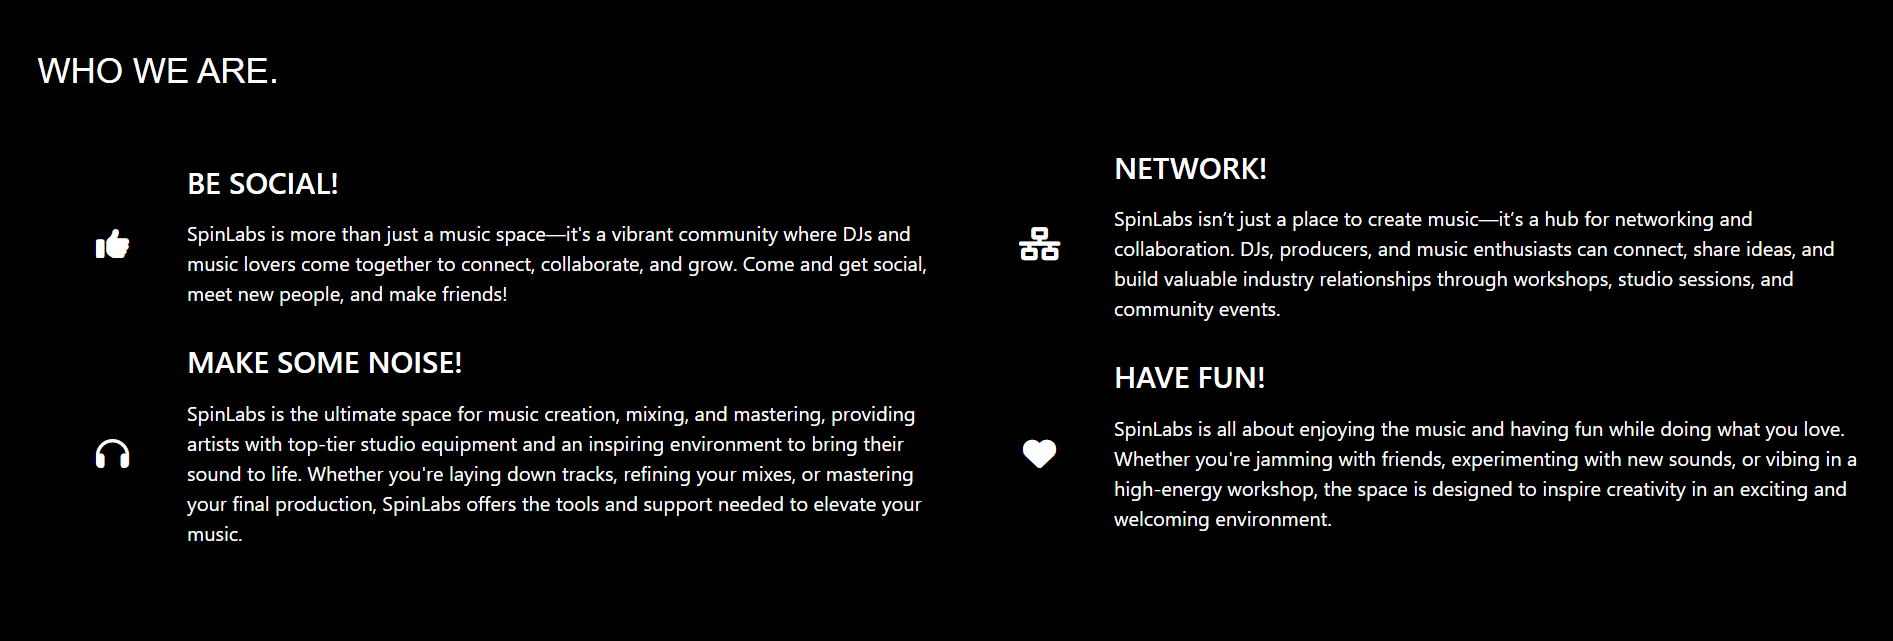 WHO WE ARE.
BE SOCIAL!
SpinLabs is more than just a music space—it's a vibrant community where DJs and
music lovers come together to connect, collaborate, and grow. Come and get social,
meet new people, and make friends!
NETWORK!
SpinLabs isn’t just a place to create music—it’s a hub for networking and
collaboration. DJs, producers, and music enthusiasts can connect, share ideas, and
build valuable industry relationships through workshops, studio sessions, and
community events.
MAKE SOME NOISE!
SpinLabs is the ultimate space for music creation, mixing, and mastering, providing
artists with top-tier studio equipment and an inspiring environment to bring their
sound to life. Whether you're laying down tracks, refining your mixes, or mastering
your final production, SpinLabs offers the tools and support needed to elevate your
music.
HAVE FUN!
SpinLabs is all about enjoying the music and having fun while doing what you love.
Whether you're jamming with friends, experimenting with new sounds, or vibing in a
high-energy workshop, the space is designed to inspire creativity in an exciting and
welcoming environment.